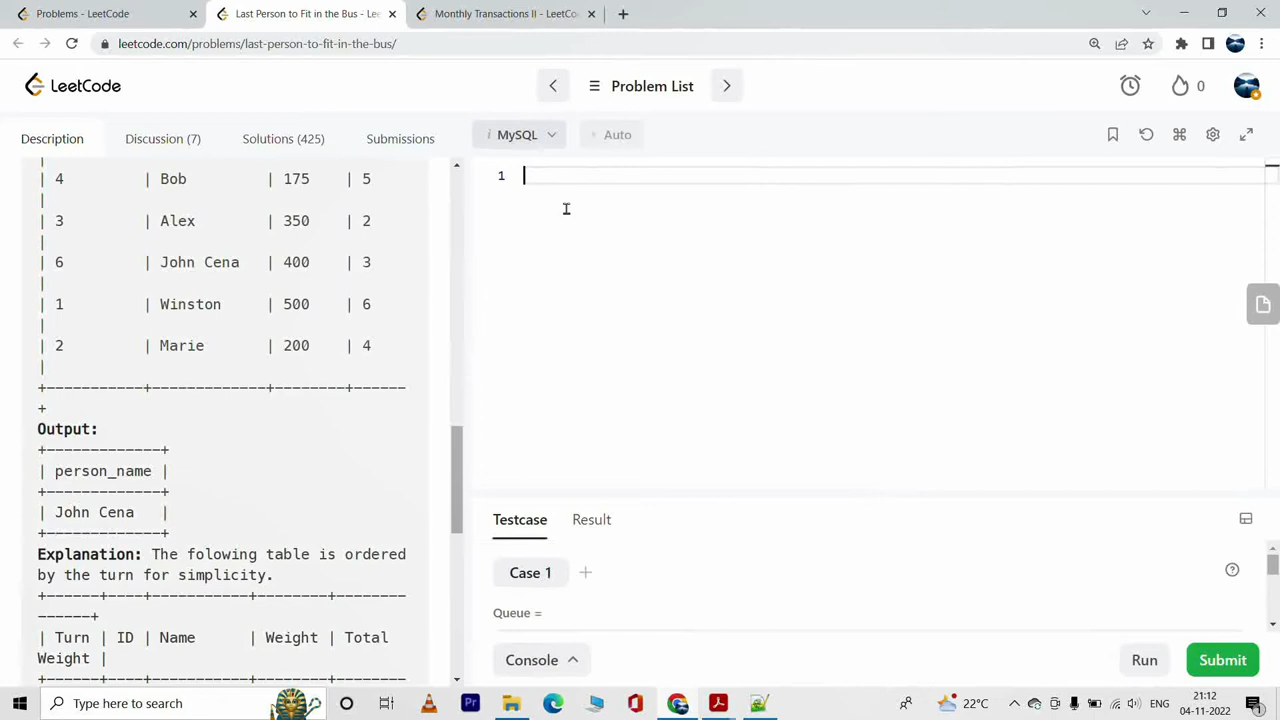 Problems - LeetCode
Last Person to Fit in the Bus - Lee
Monthly Transactions II - LeetCo
leetcode.com/problems/last-person-to-fit-in-the-bus/
LeetCode
Problem List
0
Description
Discussion (7)
Solutions (425)
Submissions
i MySQL
Auto
|
| 4         | Bob         | 175    | 5
|
| 3         | Alex        | 350    | 2
|
| 6         | John Cena   | 400    | 3
|
| 1         | Winston     | 500    | 6
|
| 2         | Marie       | 200    | 4
|
+-----------+-------------+--------+------
+
Output:
+-------------+
| person_name |
+-------------+
| John Cena   |
+-------------+
Explanation: The folowing table is ordered
by the turn for simplicity.
+------+----+-----------+--------+--------
------+
| Turn | ID | Name      | Weight | Total
Weight |
+------+----+-----------+--------+--------
1
Testcase
Result
Case 1
Queue =
Console
Run
Submit
Type here to search
22°C
ENG
21:12
04-11-2022